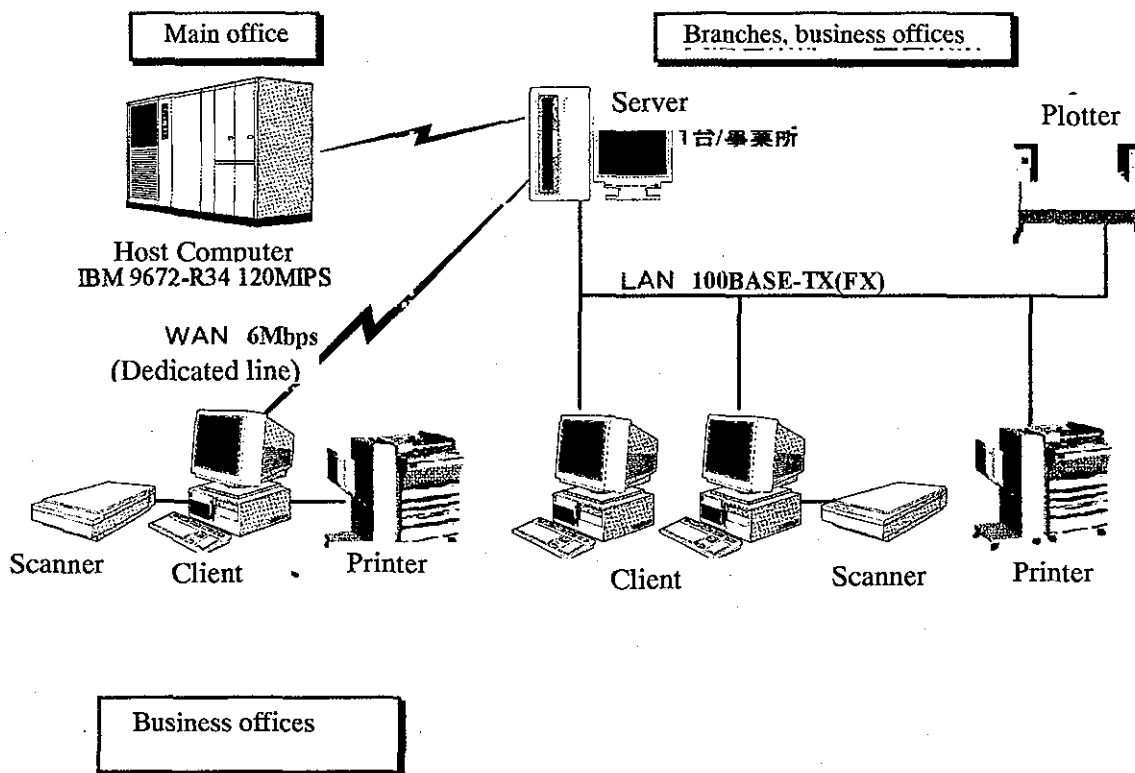 Main office
Branches, business offices
Server
1台/事業所
Plotter
Host Computer
IBM 9672-R34 120MIPS
LAN 100BASE-TX(FX)
WAN 6Mbps
(Dedicated line)
Scanner
Client
Printer
Client
Scanner
Printer
Business offices